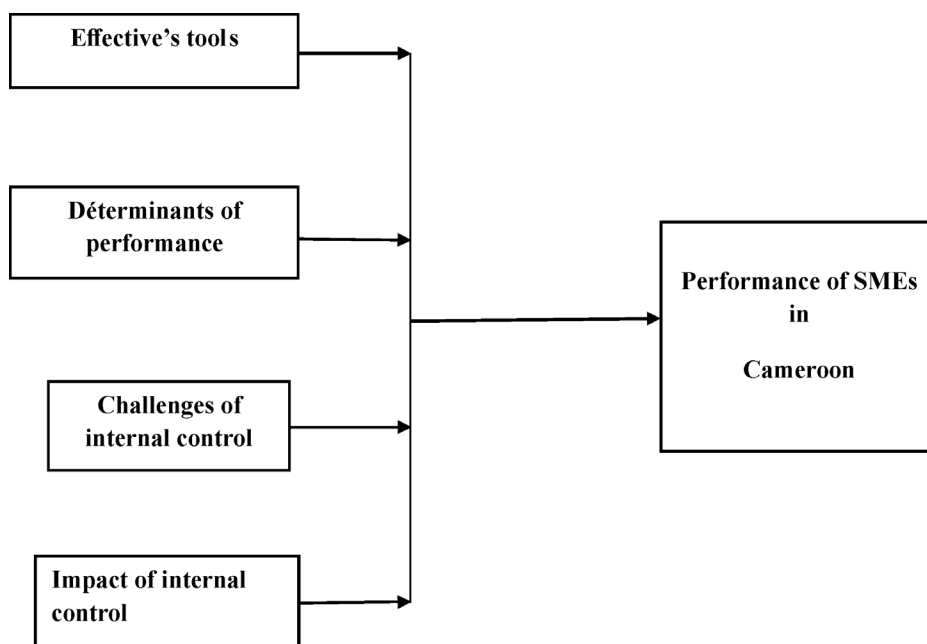 Effective’s tools
Déterminants of
performance
Challenges of
internal control
Impact of internal
control
Performance of SMEs
in
Cameroon